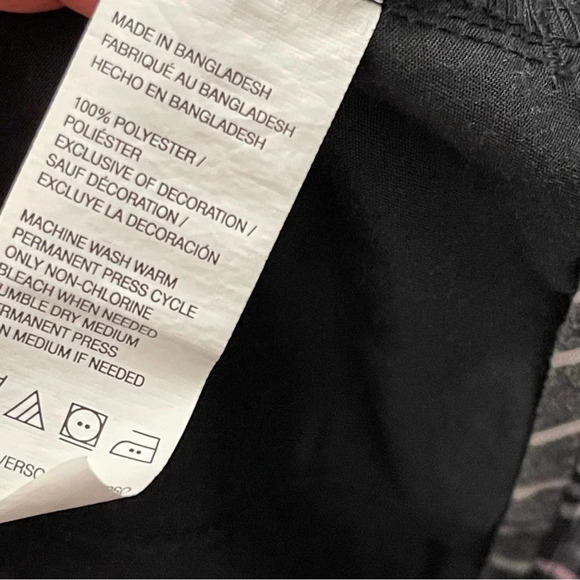 MADE IN BANGLADESH
FABRIQUÉ AU BANGLADESH
HECHO EN BANGLADESH
100% POLYESTER /
POLIÉSTER
EXCLUSIVE OF DECORATION /
SAUF DÉCORATION /
EXCLUYE LA DECORACIÓN
MACHINE WASH WARM
PERMANENT PRESS CYCLE
ONLY NON-CHLORINE
BLEACH WHEN NEEDED
UMBLE DRY MEDIUM
RMANENT PRESS
N MEDIUM IF NEEDED
VERSO